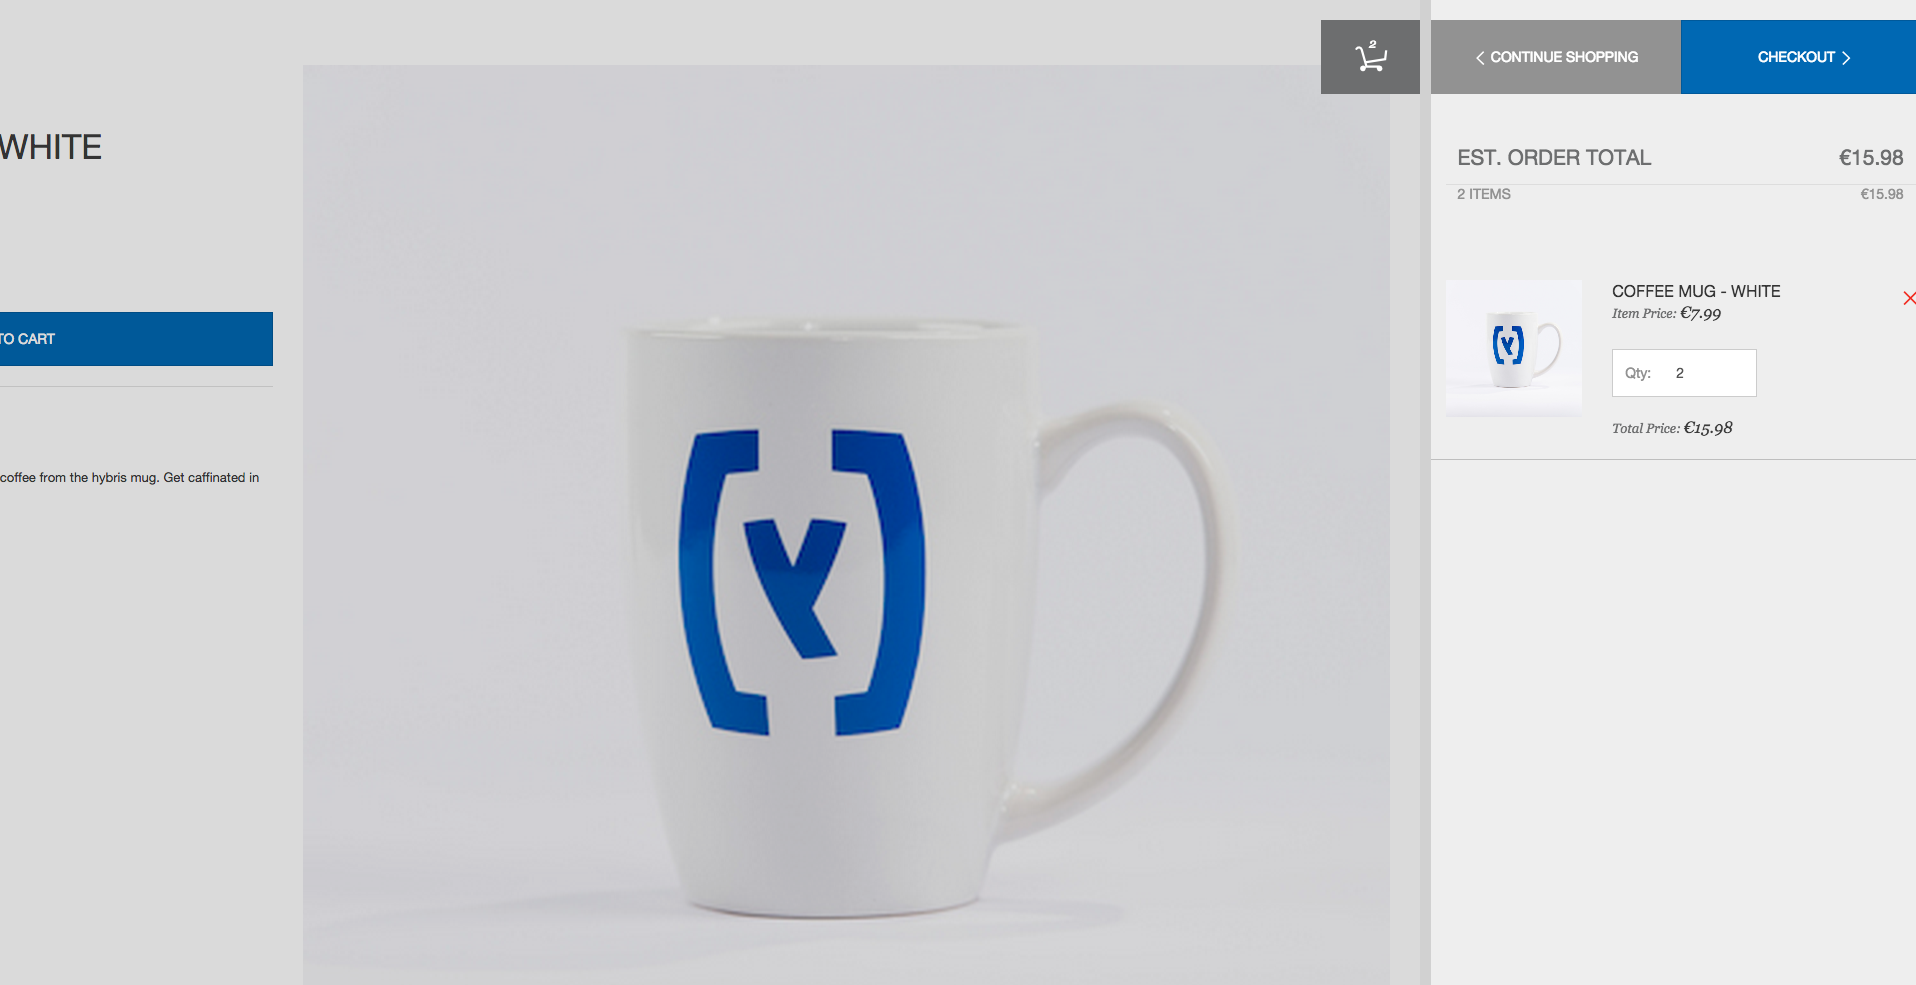 WHITE
TO CART
coffee from the hybris mug. Get caffinated in
2
CONTINUE SHOPPING
CHECKOUT
EST. ORDER TOTAL €15.98
2 ITEMS €15.98
COFFEE MUG - WHITE
Item Price: €7.99
Qty: 2
Total Price: €15.98